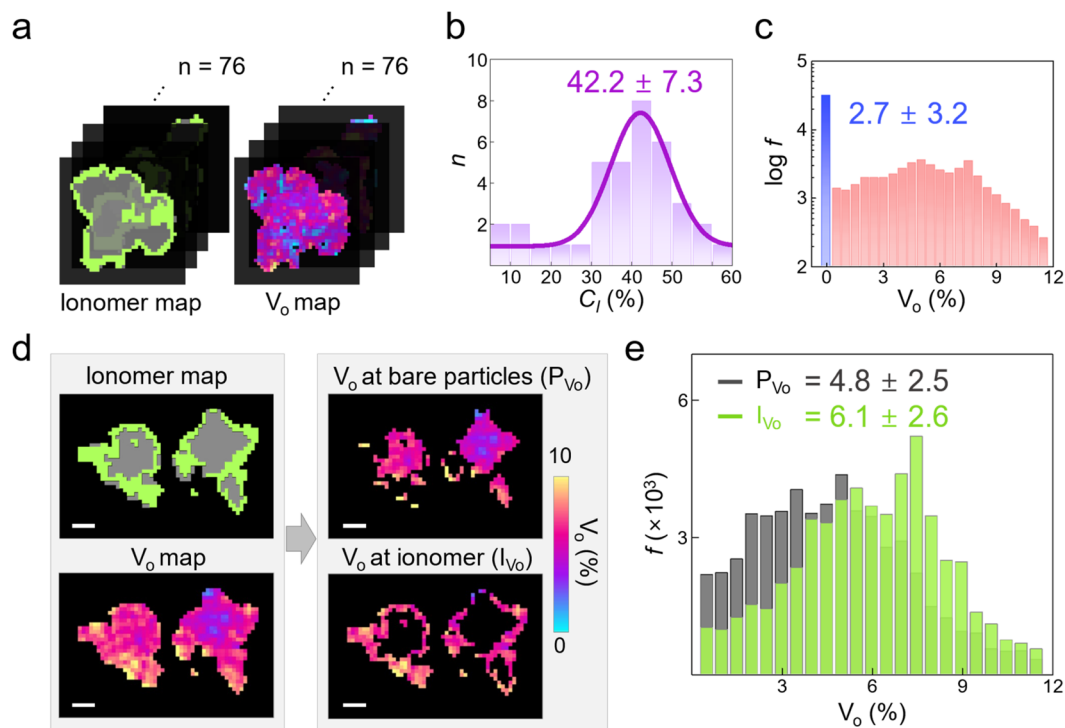 a
n = 76
n = 76
Ionomer map
Vo map
b
42.2 ± 7.3
10
8
6
4
2
n
10 20 30 40 50 60
C_I (%)
c
5
4
3
2
log f
2.7 ± 3.2
0 3 6 9 12
Vo (%)
d
Ionomer map
Vo map
Vo at bare particles (PVo)
Vo at ionomer (IVo)
10
0
Vo (%)
e
PVo = 4.8 ± 2.5
IVo = 6.1 ± 2.6
6
3
f (×10³)
3 6 9 12
Vo (%)